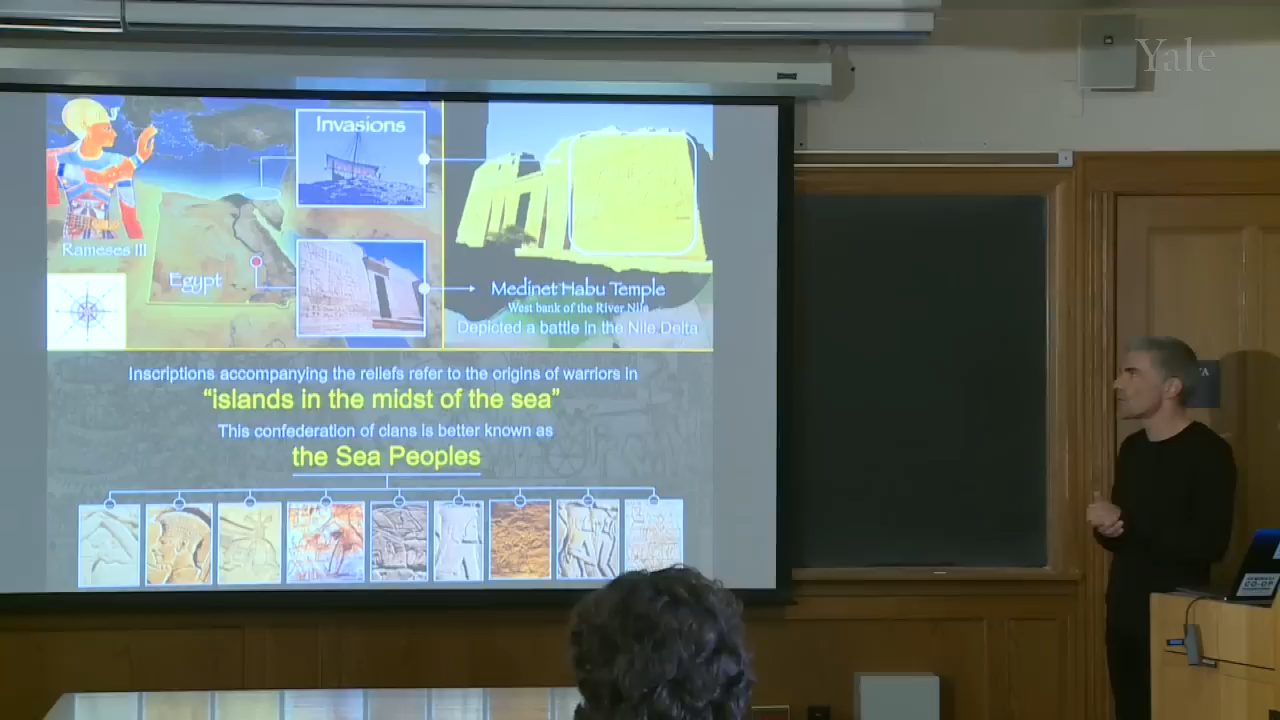 Yale
Invasions
Rameses III
Egypt
Medinet Habu Temple
West bank of the River Nile
Depicted a battle in the Nile Delta
Inscriptions accompanying the reliefs refer to the origins of warriors in
“islands in the midst of the sea”
This confederation of clans is better known as
the Sea Peoples